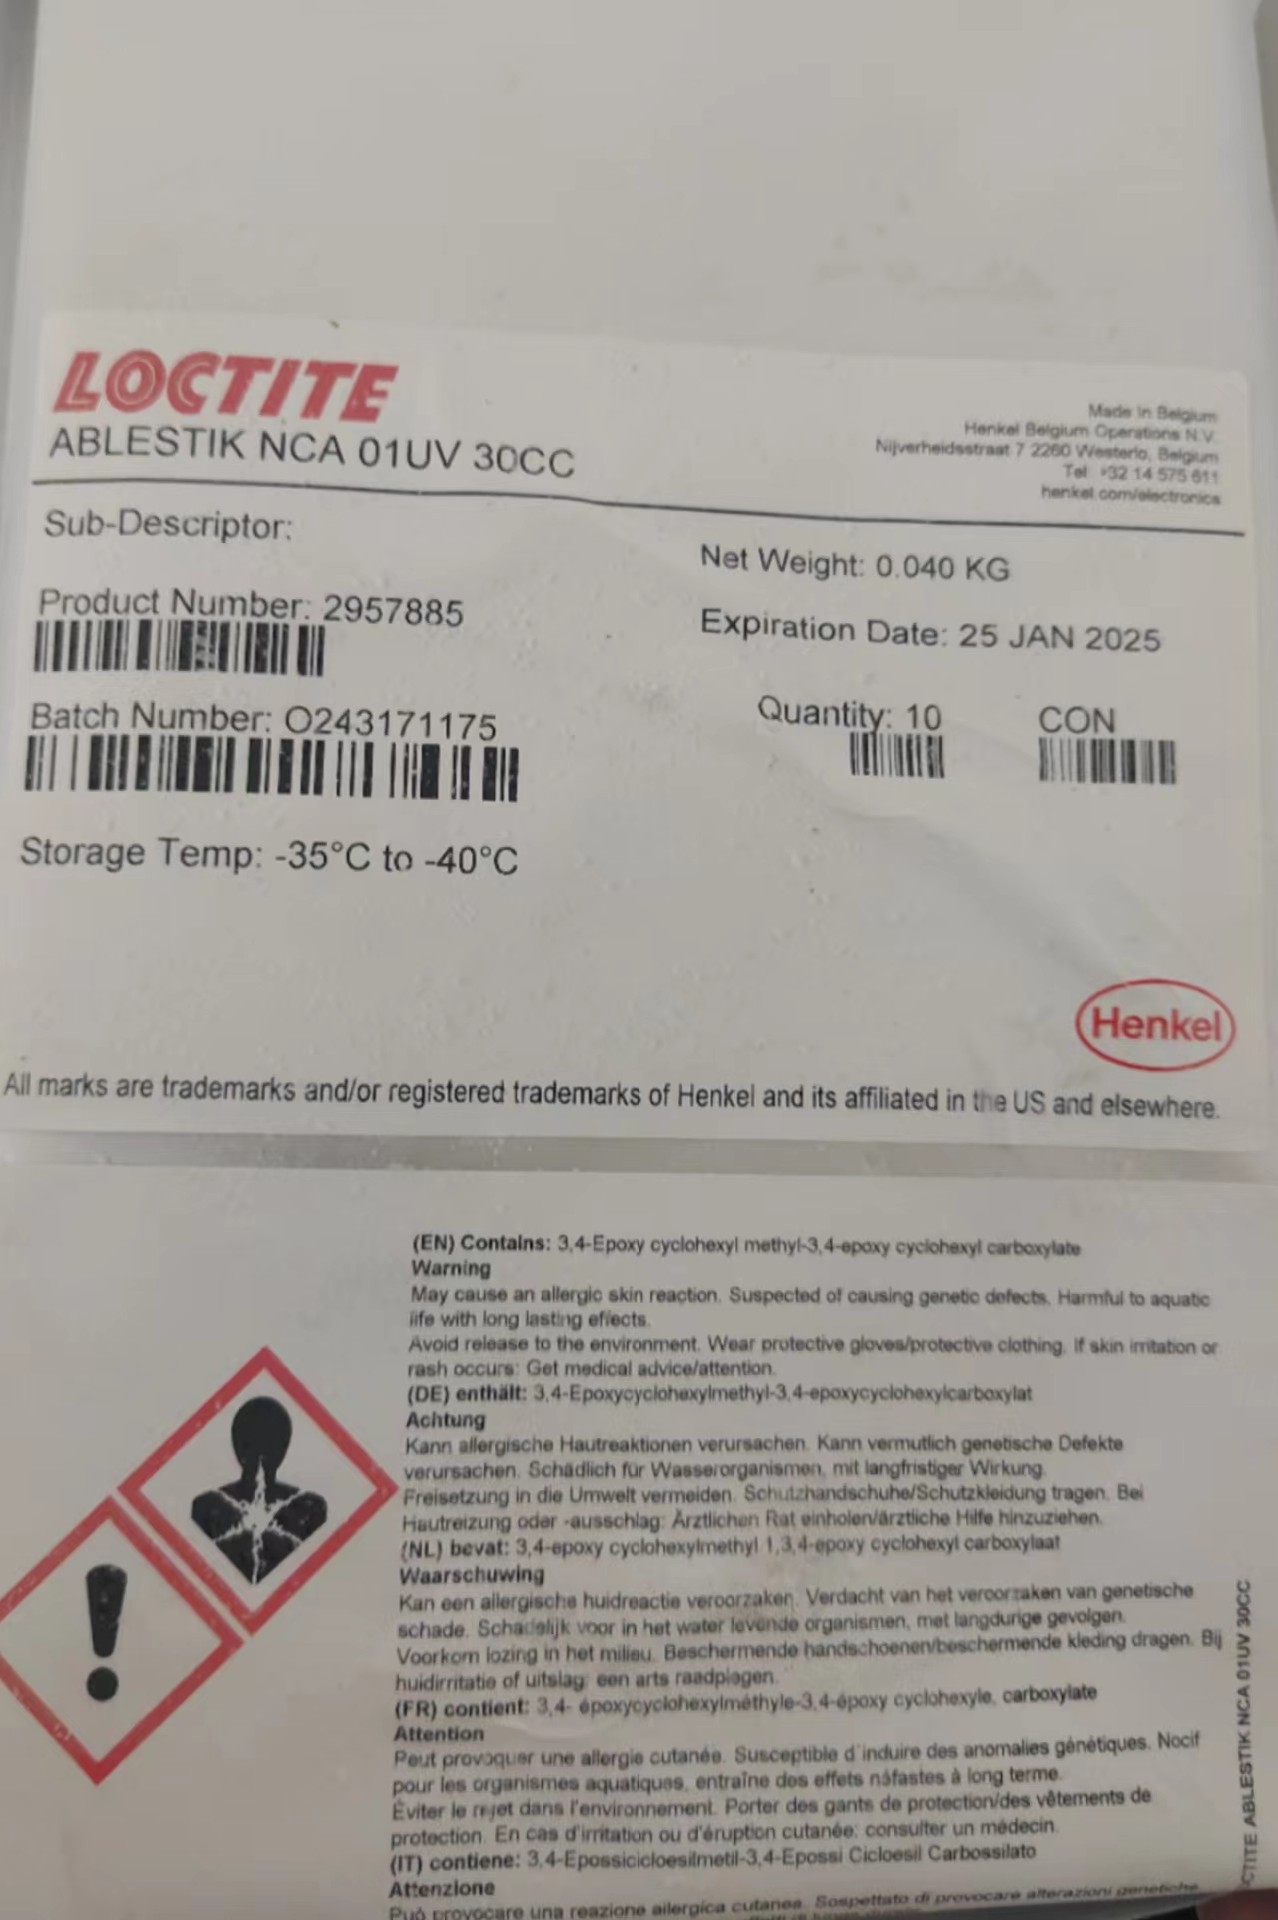 LOCTITE
ABLESTIK NCA 01UV 30CC
Made In Belgium
Henkel Belgium Operations N.V.
Nijverheidsstraat 7 2260 Westerlo, Belgium
Tel: +32 14 575 611
henkel.com/electronics
Sub-Descriptor:
Net Weight: 0.040 KG
Product Number: 2957885
Expiration Date: 25 JAN 2025
Batch Number: O243171175
Quantity: 10 CON
Storage Temp: -35°C to -40°C
Henkel
All marks are trademarks and/or registered trademarks of Henkel and its affiliated in the US and elsewhere.
(EN) Contains: 3,4-Epoxy cyclohexyl methyl-3,4-epoxy cyclohexyl carboxylate
Warning
May cause an allergic skin reaction. Suspected of causing genetic defects. Harmful to aquatic
life with long lasting effects.
Avoid release to the environment. Wear protective gloves/protective clothing. If skin irritation or
rash occurs: Get medical advice/attention.
(DE) enthält: 3,4-Epoxycyclohexylmethyl-3,4-epoxycyclohexylcarboxylat
Achtung
Kann allergische Hautreaktionen verursachen. Kann vermutlich genetische Defekte
verursachen. Schädlich für Wasserorganismen, mit langfristiger Wirkung.
Freisetzung in die Umwelt vermeiden. Schutzhandschuhe/Schutzkleidung tragen. Bei
Hautreizung oder -ausschlag: Ärztlichen Rat einholen/ärztliche Hilfe hinzuziehen.
(NL) bevat: 3,4-epoxy cyclohexylmethyl 1,3,4-epoxy cyclohexyl carboxylaat
Waarschuwing
Kan een allergische huidreactie veroorzaken. Verdacht van het veroorzaken van genetische
schade. Schadelijk voor in het water levende organismen, met langdurige gevolgen.
Voorkom lozing in het milieu. Beschermende handschoenen/beschermende kleding dragen. Bij
huidirritatie of uitslag: een arts raadplegen.
(FR) contient: 3,4- époxycyclohexylméthyle-3,4-époxy cyclohexyle, carboxylate
Attention
Peut provoquer une allergie cutanée. Susceptible d'induire des anomalies génétiques. Nocif
pour les organismes aquatiques, entraîne des effets néfastes à long terme.
Éviter le rejet dans l'environnement. Porter des gants de protection/des vêtements de
protection. En cas d'irritation ou d'éruption cutanée: consulter un médecin.
(IT) contiene: 3,4-Epossicicloesilmetil-3,4-Epossi Cicloesil Carbossilato
Attenzione
Può provocare una reazione allergica cutanea. Sospettato di provocare alterazioni genetiche.
CTITE ABLESTIK NCA 01UV 30CC